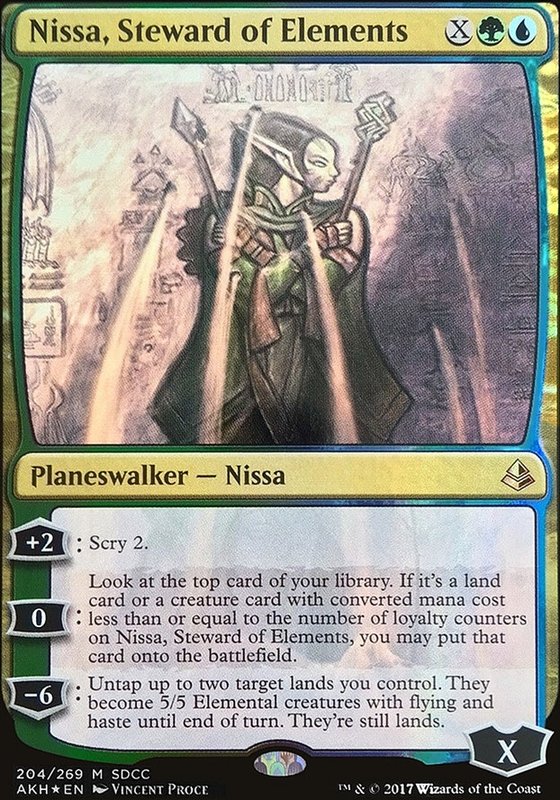 Nissa, Steward of Elements X
Planeswalker — Nissa
+2 : Scry 2.
Look at the top card of your library. If it's a land
card or a creature card with converted mana cost
0 : less than or equal to the number of loyalty counters
on Nissa, Steward of Elements, you may put that
card onto the battlefield.
−6 : Untap up to two target lands you control. They
become 5/5 Elemental creatures with flying and
haste until end of turn. They're still lands.
X
204/269 M SDCC
AKH★EN VINCENT PROCE
™ & © 2017 Wizards of the Coast